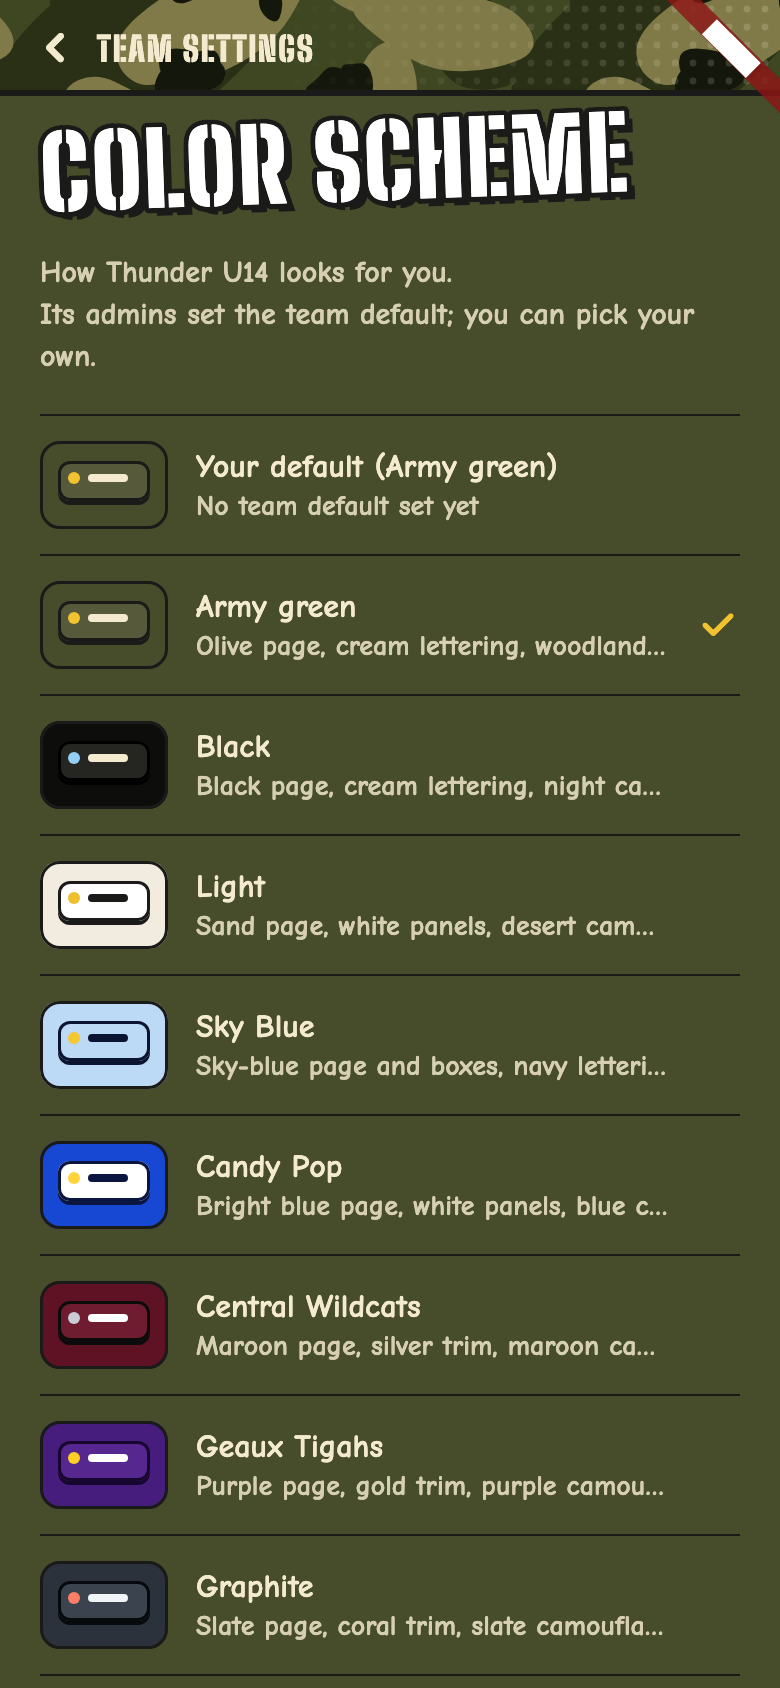 TEAM SETTINGS
COLOR SCHEME
How Thunder U14 looks for you.
Its admins set the team default; you can pick your
own.
Your default (Army green)
No team default set yet
Army green
Olive page, cream lettering, woodland...
Black
Black page, cream lettering, night ca...
Light
Sand page, white panels, desert cam...
Sky Blue
Sky-blue page and boxes, navy letteri...
Candy Pop
Bright blue page, white panels, blue c...
Central Wildcats
Maroon page, silver trim, maroon ca...
Geaux Tigahs
Purple page, gold trim, purple camou...
Graphite
Slate page, coral trim, slate camoufla...